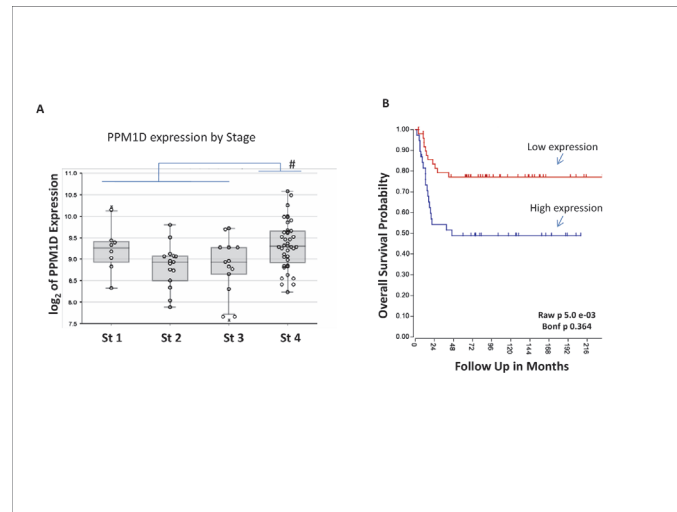 A
PPM1D expression by Stage
#
log2 of PPM1D Expression
11.0
10.5
10.0
9.5
9.0
8.5
8.0
7.5
St 1 St 2 St 3 St 4
B
Overall Survival Probabilty
1.00
0.90
0.80
0.70
0.60
0.50
0.40
0.30
0.20
0.10
0.00
Low expression
High expression
Raw p 5.0 e-03
Bonf p 0.364
0 24 48 72 96 120 144 168 192 216
Follow Up in Months